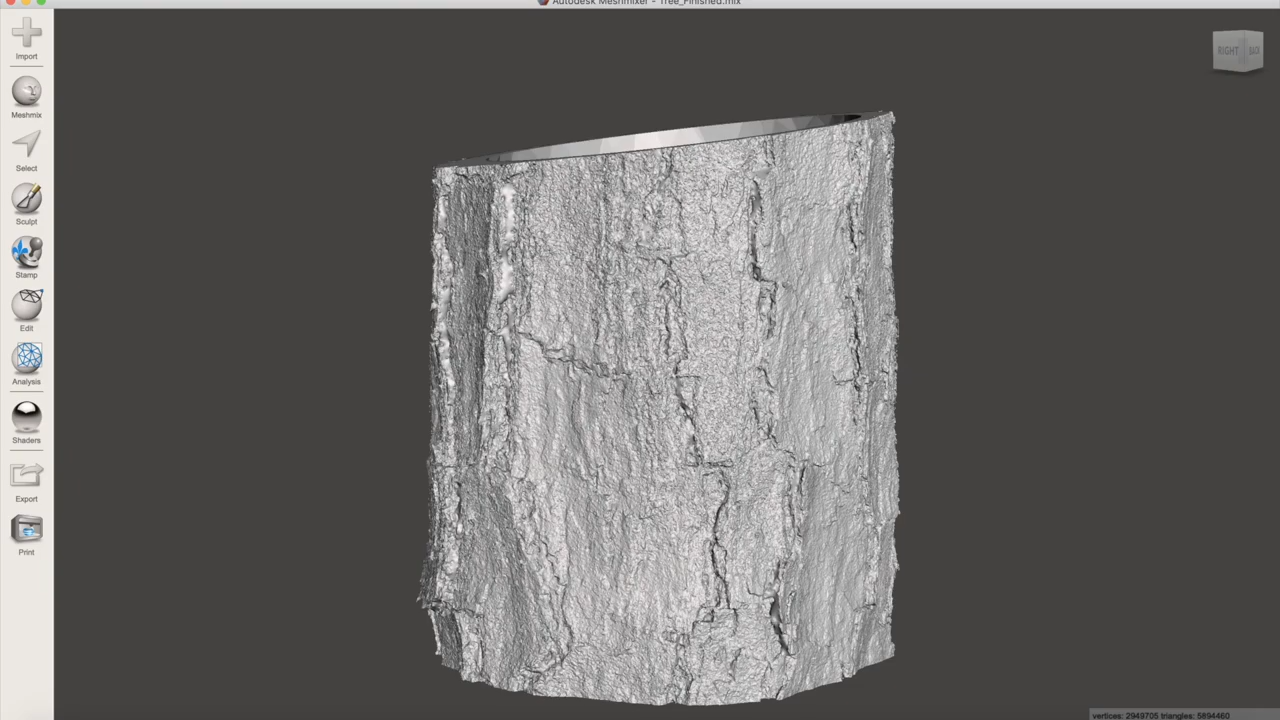 Autodesk Meshmixer - Tree_Finished.mix
Import
Meshmix
Select
Sculpt
Stamp
Edit
Analysis
Shaders
Export
Print
RIGHT
vertices: 2949705 triangles: 5894460